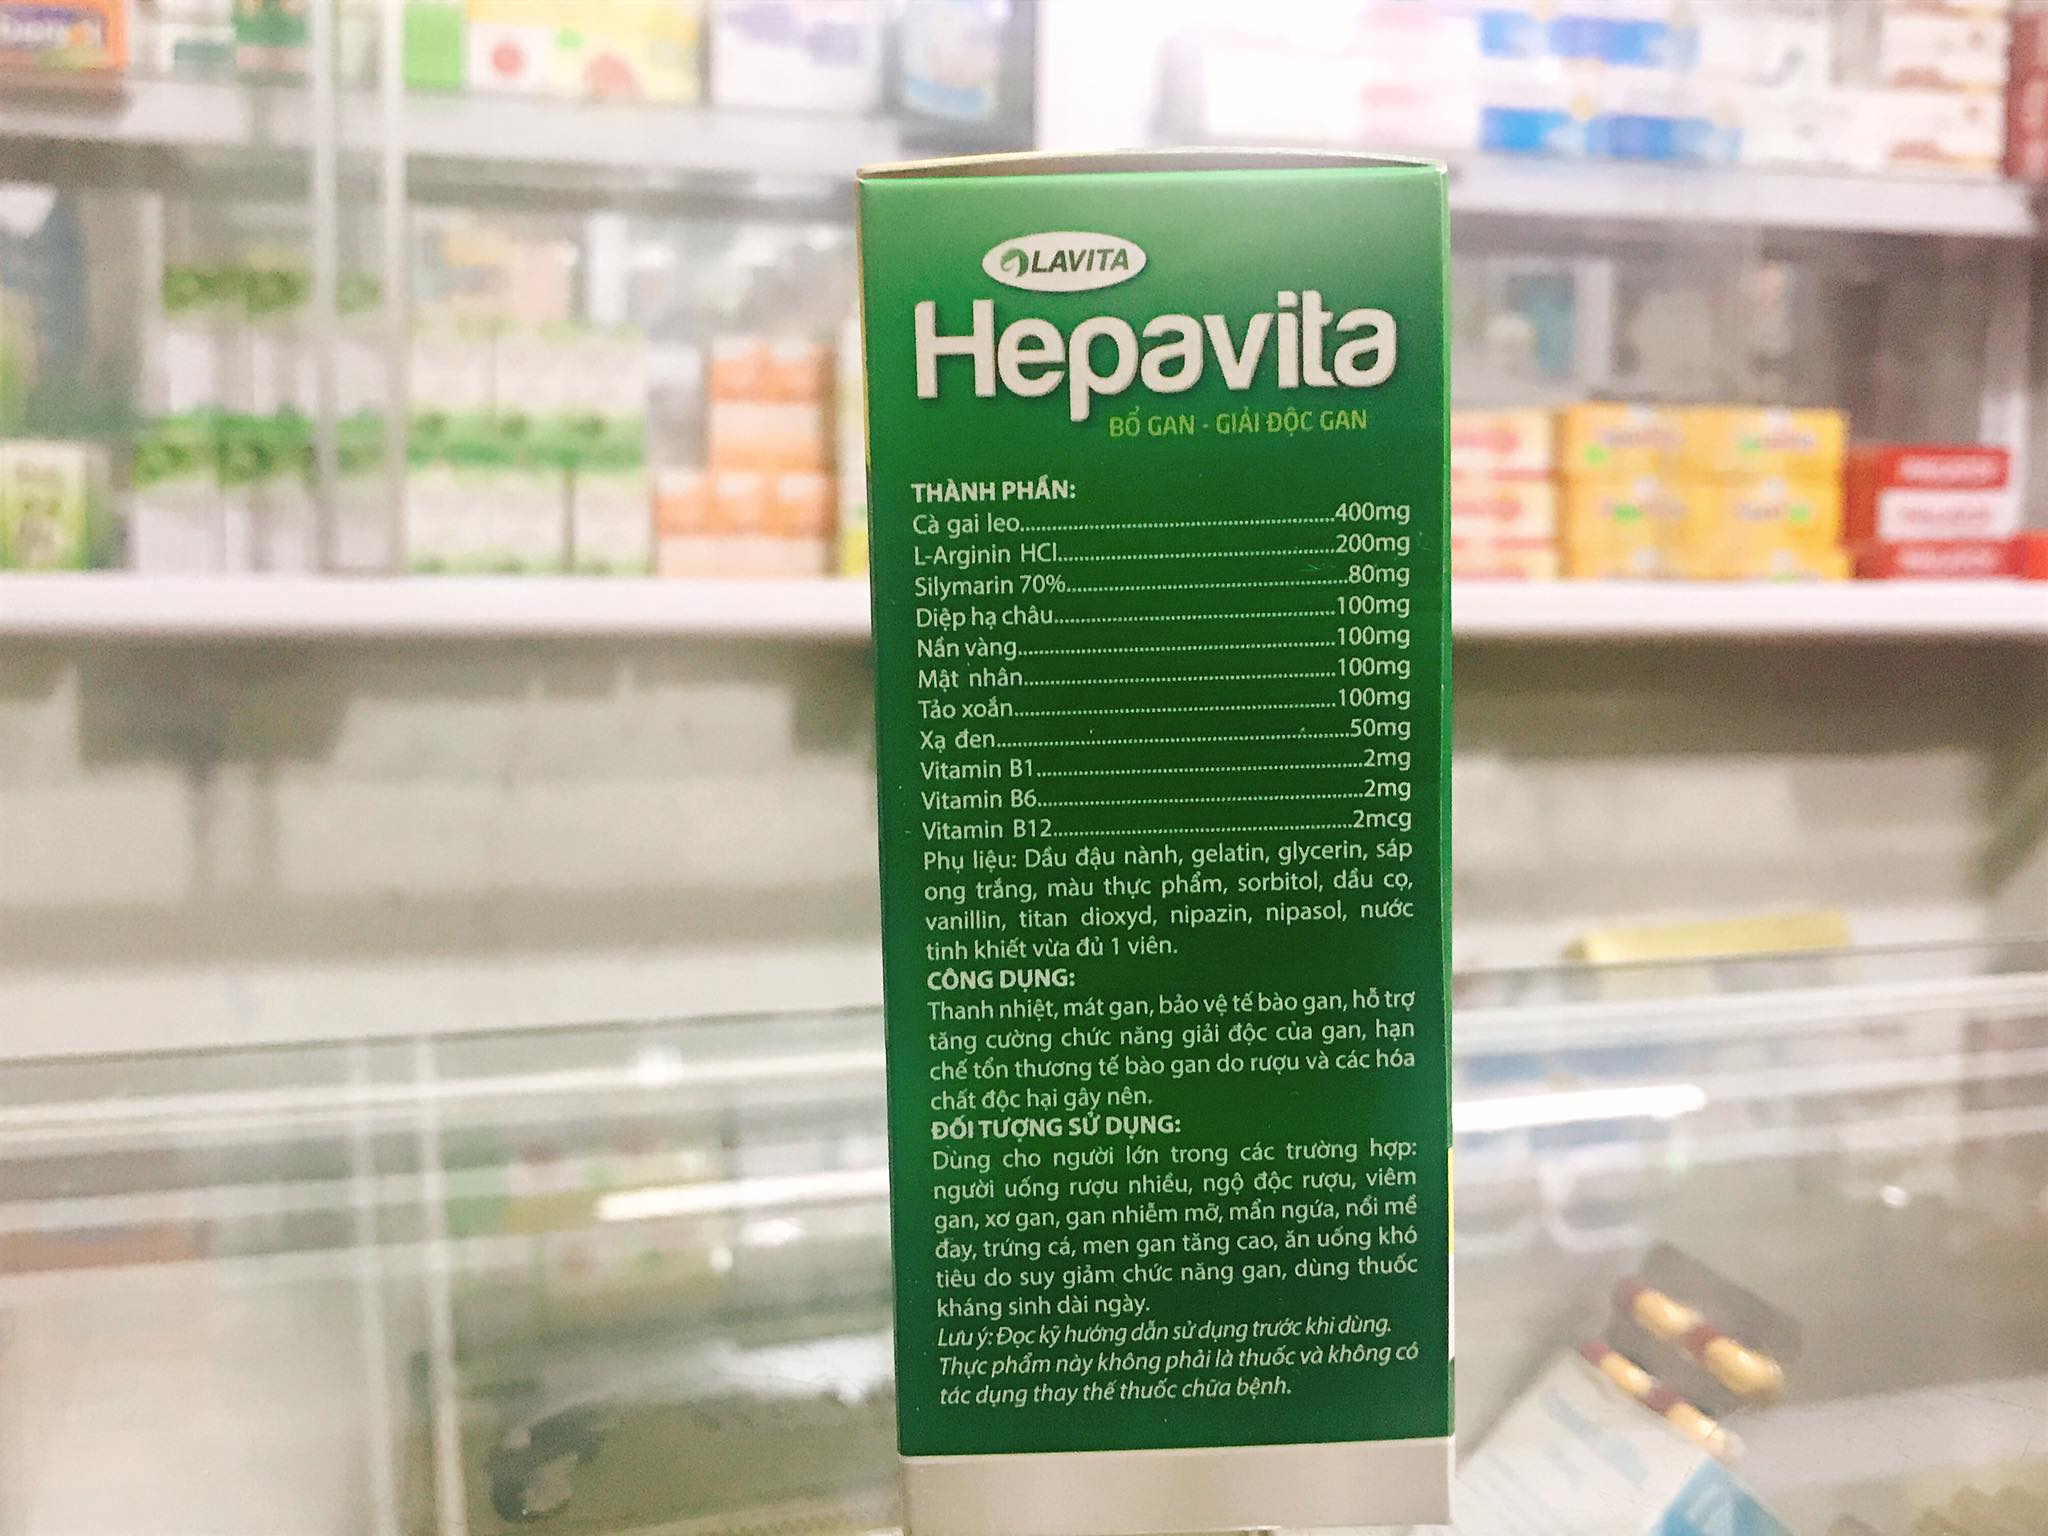 LAVITA
Hepavita
BỔ GAN - GIẢI ĐỘC GAN
THÀNH PHẦN:
Cà gai leo..........400mg
L-Arginin HCl..........200mg
Silymarin 70%..........80mg
Diệp hạ châu..........100mg
Nần vàng..........100mg
Mật nhân..........100mg
Tảo xoắn..........100mg
Xạ đen..........50mg
Vitamin B1..........2mg
Vitamin B6..........2mg
Vitamin B12..........2mcg
Phụ liệu: Dầu đậu nành, gelatin, glycerin, sáp
ong trắng, màu thực phẩm, sorbitol, dầu cọ,
vanillin, titan dioxyd, nipazin, nipasol, nước
tinh khiết vừa đủ 1 viên.
CÔNG DỤNG:
Thanh nhiệt, mát gan, bảo vệ tế bào gan, hỗ trợ
tăng cường chức năng giải độc của gan, hạn
chế tổn thương tế bào gan do rượu và các hóa
chất độc hại gây nên.
ĐỐI TƯỢNG SỬ DỤNG:
Dùng cho người lớn trong các trường hợp:
người uống rượu nhiều, ngộ độc rượu, viêm
gan, xơ gan, gan nhiễm mỡ, mẩn ngứa, nổi mề
đay, trứng cá, men gan tăng cao, ăn uống khó
tiêu do suy giảm chức năng gan, dùng thuốc
kháng sinh dài ngày.
Lưu ý: Đọc kỹ hướng dẫn sử dụng trước khi dùng.
Thực phẩm này không phải là thuốc và không có
tác dụng thay thế thuốc chữa bệnh.